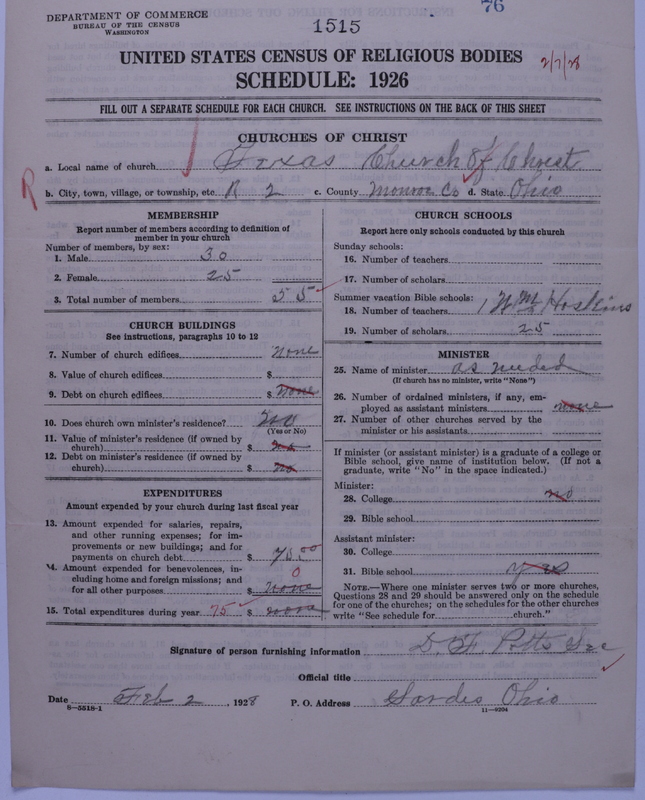 DEPARTMENT OF COMMERCE
BUREAU OF THE CENSUS
WASHINGTON
1515
76
UNITED STATES CENSUS OF RELIGIOUS BODIES
2/7/28
SCHEDULE: 1926
FILL OUT A SEPARATE SCHEDULE FOR EACH CHURCH. SEE INSTRUCTIONS ON THE BACK OF THIS SHEET
CHURCHES OF CHRIST
a. Local name of church Texas Church of Christ
R
b. City, town, village, or township, etc. R 2 c. County Monroe Co d. State Ohio
MEMBERSHIP
Report number of members according to definition of
member in your church
Number of members, by sex:
1. Male 30
2. Female 25
3. Total number of members 55
CHURCH BUILDINGS
See instructions, paragraphs 10 to 12
7. Number of church edifices none
8. Value of church edifices $
9. Debt on church edifices $ none
10. Does church own minister's residence? No
(Yes or No)
11. Value of minister's residence (if owned by
church) $ no
12. Debt on minister's residence (if owned by
church) $ no
EXPENDITURES
Amount expended by your church during last fiscal year
13. Amount expended for salaries, repairs,
and other running expenses; for im-
provements or new buildings; and for
payments on church debt $ 75.00
14. Amount expended for benevolences, in-
cluding home and foreign missions; and
for all other purposes $ none 0
15. Total expenditures during year 75 $ none
CHURCH SCHOOLS
Report here only schools conducted by this church
Sunday schools:
16. Number of teachers
17. Number of scholars
Summer vacation Bible schools:
18. Number of teachers 1 Wm Hoskins
19. Number of scholars 25
MINISTER
25. Name of minister as needed
(If church has no minister, write "None")
26. Number of ordained ministers, if any, em-
ployed as assistant ministers none
27. Number of other churches served by the
minister or his assistants
If minister (or assistant minister) is a graduate of a college or
Bible school, give name of institution below. (If not a
graduate, write "No" in the space indicated.)
Minister:
28. College no
29. Bible school
Assistant minister:
30. College
31. Bible school yes
NOTE.—Where one minister serves two or more churches,
Questions 28 and 29 should be answered only on the schedule
for one of the churches; on the schedules for the other churches
write "See schedule for church."
Signature of person furnishing information D. F. Potts Sec
Official title
Date Feb 2, 1928 P. O. Address Sardis Ohio
8—5518-1 11—9204